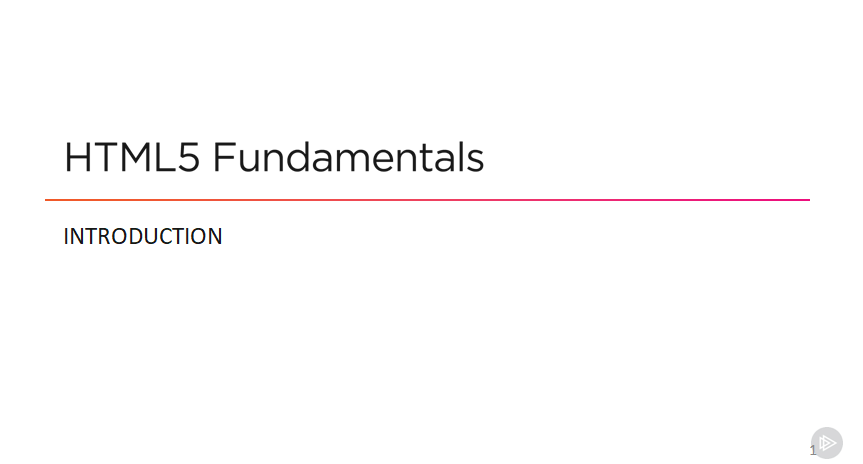 HTML5 Fundamentals
INTRODUCTION
1